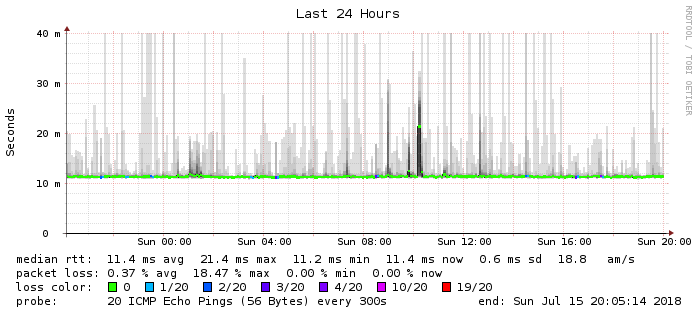 Last 24 Hours
RRDTOOL / TOBI OETIKER
Seconds
40 m
30 m
20 m
10 m
0
Sun 00:00 Sun 04:00 Sun 08:00 Sun 12:00 Sun 16:00 Sun 20:00
median rtt: 11.4 ms avg 21.4 ms max 11.2 ms min 11.4 ms now 0.6 ms sd 18.8 am/s
packet loss: 0.37 % avg 18.47 % max 0.00 % min 0.00 % now
loss color: 0 1/20 2/20 3/20 4/20 10/20 19/20
probe: 20 ICMP Echo Pings (56 Bytes) every 300s end: Sun Jul 15 20:05:14 2018